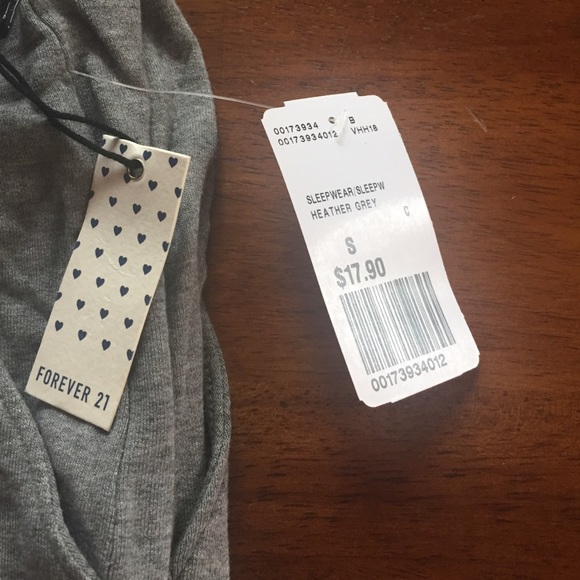 FOREVER 21
00173934 B
00173934012 VHH18
SLEEPWEAR/SLEEPW
HEATHER GREY C
S
$17.90
00173934012